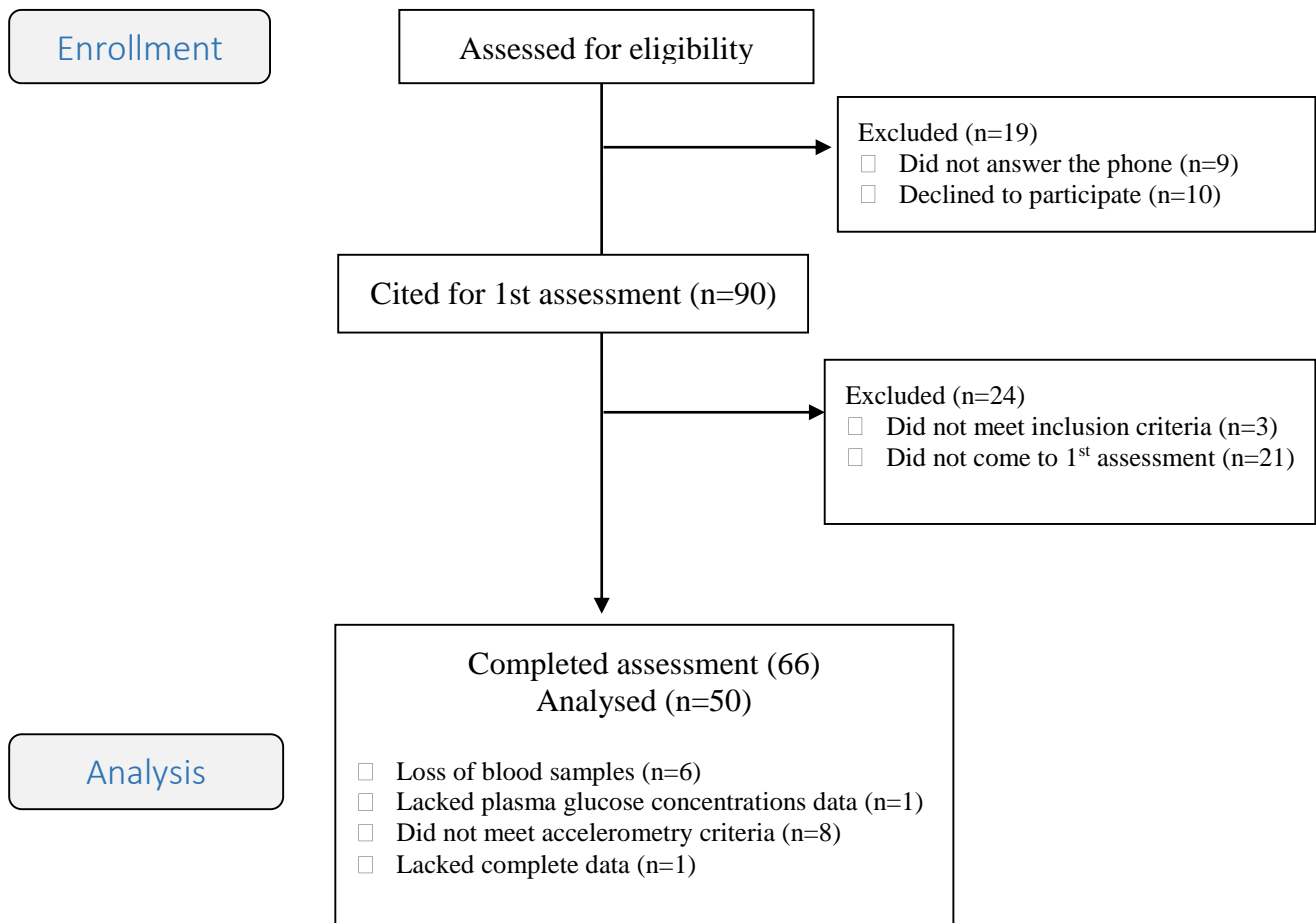 Enrollment
Assessed for eligibility
Excluded (n=19)
Did not answer the phone (n=9)
Declined to participate (n=10)
Cited for 1st assessment (n=90)
Excluded (n=24)
Did not meet inclusion criteria (n=3)
Did not come to 1st assessment (n=21)
Completed assessment (66)
Analysed (n=50)
Analysis
Loss of blood samples (n=6)
Lacked plasma glucose concentrations data (n=1)
Did not meet accelerometry criteria (n=8)
Lacked complete data (n=1)